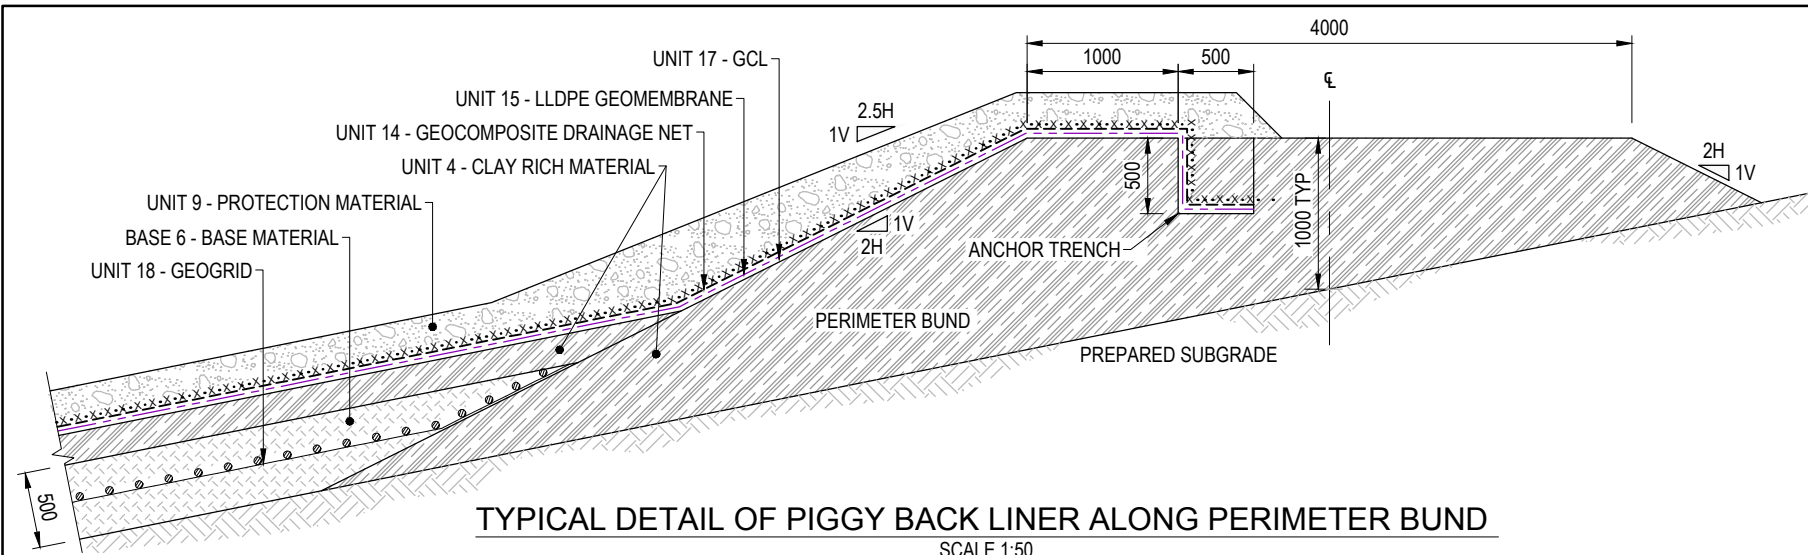 4000
1000
500
UNIT 17 - GCL
℄
UNIT 15 - LLDPE GEOMEMBRANE
2.5H
1V
UNIT 14 - GEOCOMPOSITE DRAINAGE NET
UNIT 4 - CLAY RICH MATERIAL
500
2H
1V
UNIT 9 - PROTECTION MATERIAL
1000 TYP
1V
2H
BASE 6 - BASE MATERIAL
ANCHOR TRENCH
UNIT 18 - GEOGRID
PERIMETER BUND
PREPARED SUBGRADE
500
TYPICAL DETAIL OF PIGGY BACK LINER ALONG PERIMETER BUND
SCALE 1:50